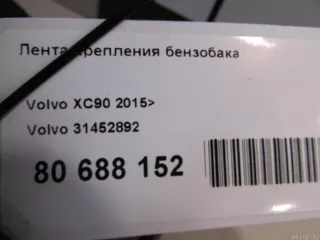 Лента крепления бензобака
Volvo XC90 2015>
Volvo 31452892
80 688 152